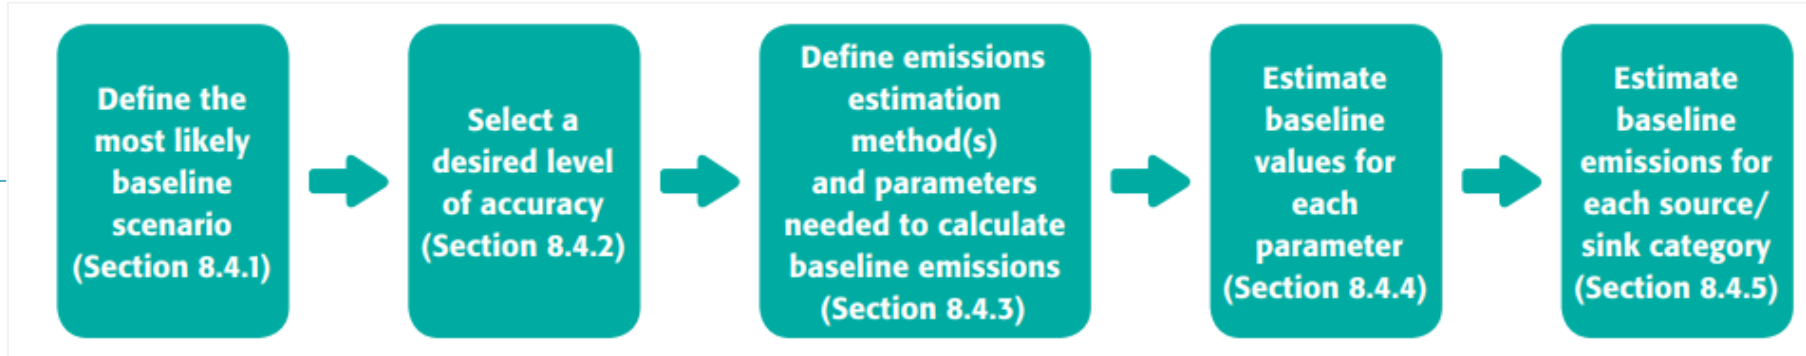 Define the
most likely
baseline
scenario
(Section 8.4.1)
Select a
desired level
of accuracy
(Section 8.4.2)
Define emissions
estimation
method(s)
and parameters
needed to calculate
baseline emissions
(Section 8.4.3)
Estimate
baseline
values for
each
parameter
(Section 8.4.4)
Estimate
baseline
emissions for
each source/
sink category
(Section 8.4.5)